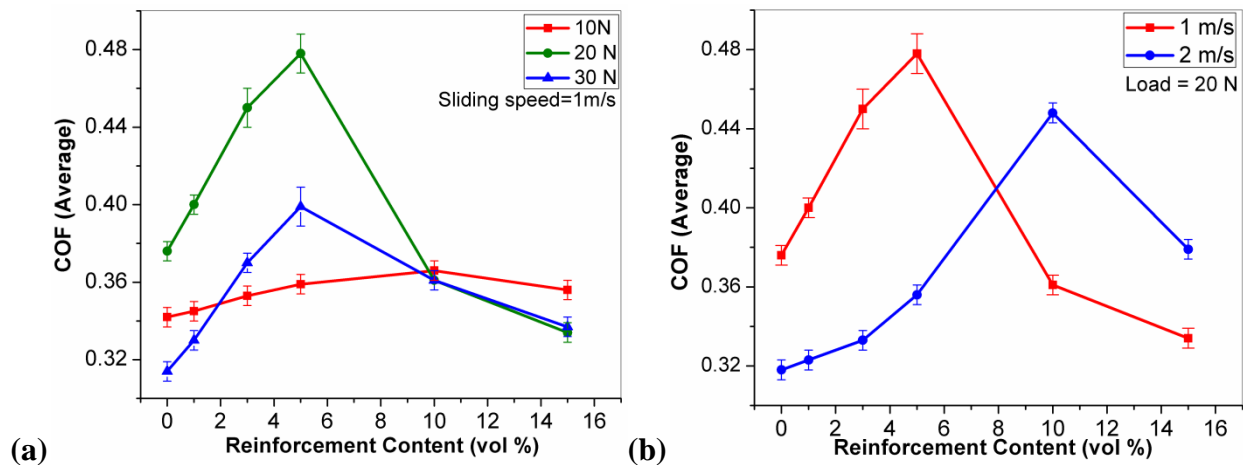 10N
20 N
30 N
Sliding speed=1m/s
0.48
0.44
0.40
0.36
0.32
COF (Average)
0 2 4 6 8 10 12 14 16
Reinforcement Content (vol %)
(a)
1 m/s
2 m/s
Load = 20 N
0.48
0.44
0.40
0.36
0.32
COF (Average)
0 2 4 6 8 10 12 14 16
Reinforcement Content (vol %)
(b)